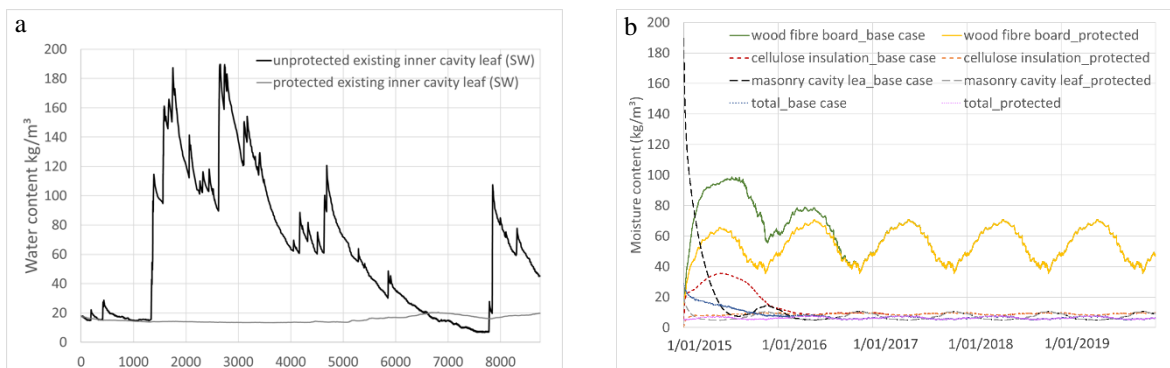 a
Water content kg/m³
200
180
160
140
120
100
80
60
40
20
0
0
1000
2000
3000
4000
5000
6000
7000
8000
unprotected existing inner cavity leaf (SW)
protected existing inner cavity leaf (SW)
b
Moisture content (kg/m³)
200
180
160
140
120
100
80
60
40
20
0
1/01/2015
1/01/2016
1/01/2017
1/01/2018
1/01/2019
wood fibre board_base case
wood fibre board_protected
cellulose insulation_base case
cellulose insulation_protected
masonry cavity lea_base case
masonry cavity leaf_protected
total_base case
total_protected